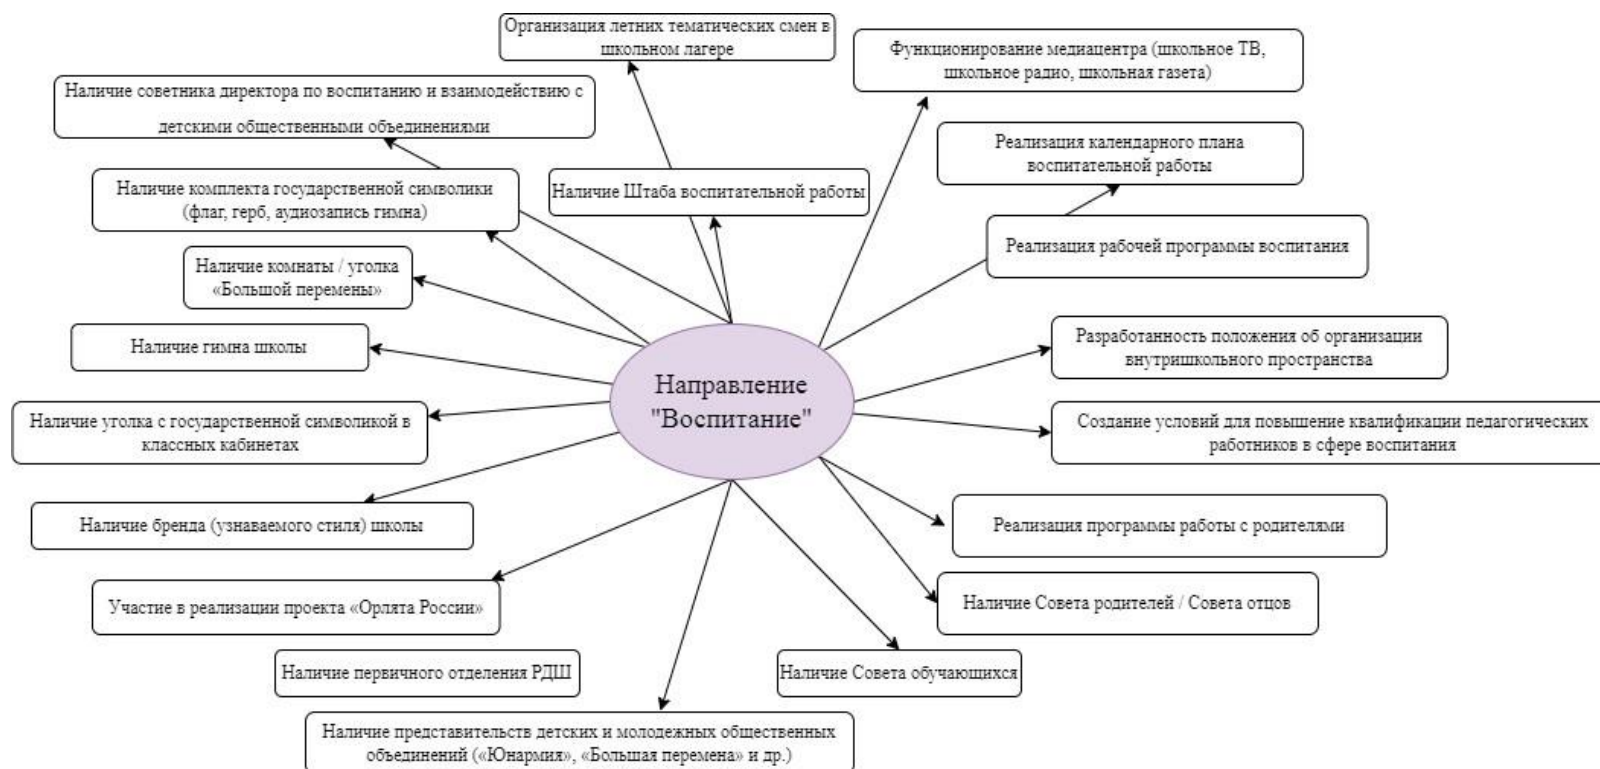 Организация летних тематических смен в
школьном лагере
Функционирование медиацентра (школьное ТВ,
школьное радио, школьная газета)
Наличие советника директора по воспитанию и взаимодействию с
детскими общественными объединениями
Реализация календарного плана
воспитательной работы
Наличие комплекта государственной символики
(флаг, герб, аудиозапись гимна)
Наличие Штаба воспитательной работы
Реализация рабочей программы воспитания
Наличие комнаты / уголка
«Большой перемены»
Наличие гимна школы
Разработанность положения об организации
внутришкольного пространства
Направление
"Воспитание"
Наличие уголка с государственной символикой в
классных кабинетах
Создание условий для повышение квалификации педагогических
работников в сфере воспитания
Наличие бренда (узнаваемого стиля) школы
Реализация программы работы с родителями
Участие в реализации проекта «Орлята России»
Наличие Совета родителей / Совета отцов
Наличие первичного отделения РДШ
Наличие Совета обучающихся
Наличие представительств детских и молодежных общественных
объединений («Юнармия», «Большая перемена» и др.)